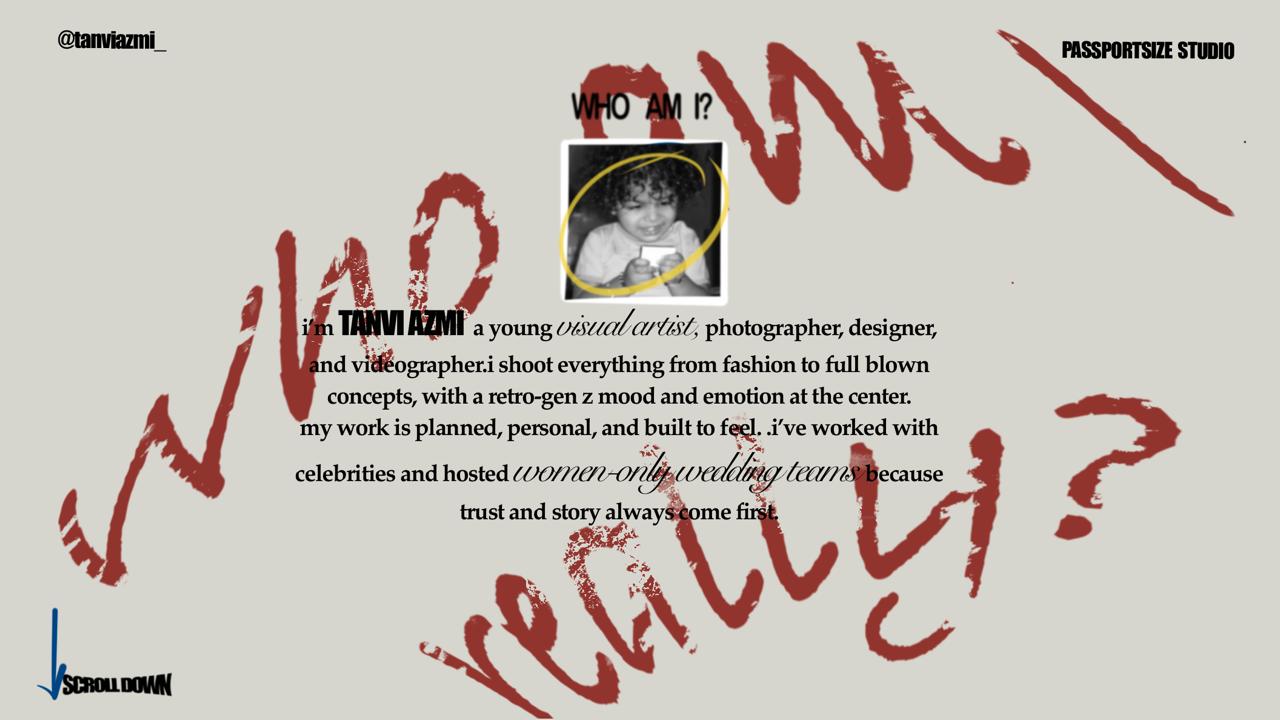 @tanviazmi_
PASSPORTSIZE STUDIO
who am I
really?
WHO AM I?
i'm TANVI AZMI a young visual artist, photographer, designer,
and videographer.i shoot everything from fashion to full blown
concepts, with a retro-gen z mood and emotion at the center.
my work is planned, personal, and built to feel. .i've worked with
celebrities and hosted women-only wedding teams because
trust and story always come first.
SCROLL DOWN